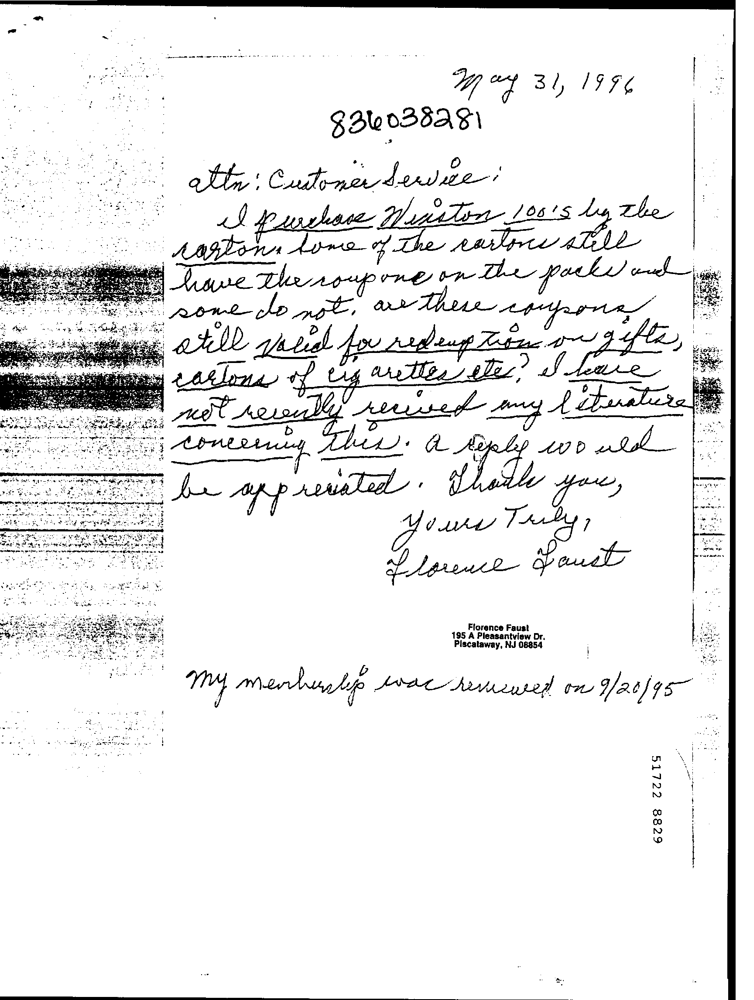 May 31, 1996
836038281
attn: Customer Service:
I purchase Winston 100's by the
cartons. Some of the cartons still
have the coupons on the packs and
some do not. are these coupons
still valid for redemption on gifts,
cartons of cigarettes etc? I have
not recently recived any literature
concerning this. a reply would
be appreciated. Thank you,
Yours Truly,
Florence Faust
Florence Faust
195 A Pleasantview Dr.
Piscataway, NJ 08854
My membership was renewed on 9/20/95
51722 8829